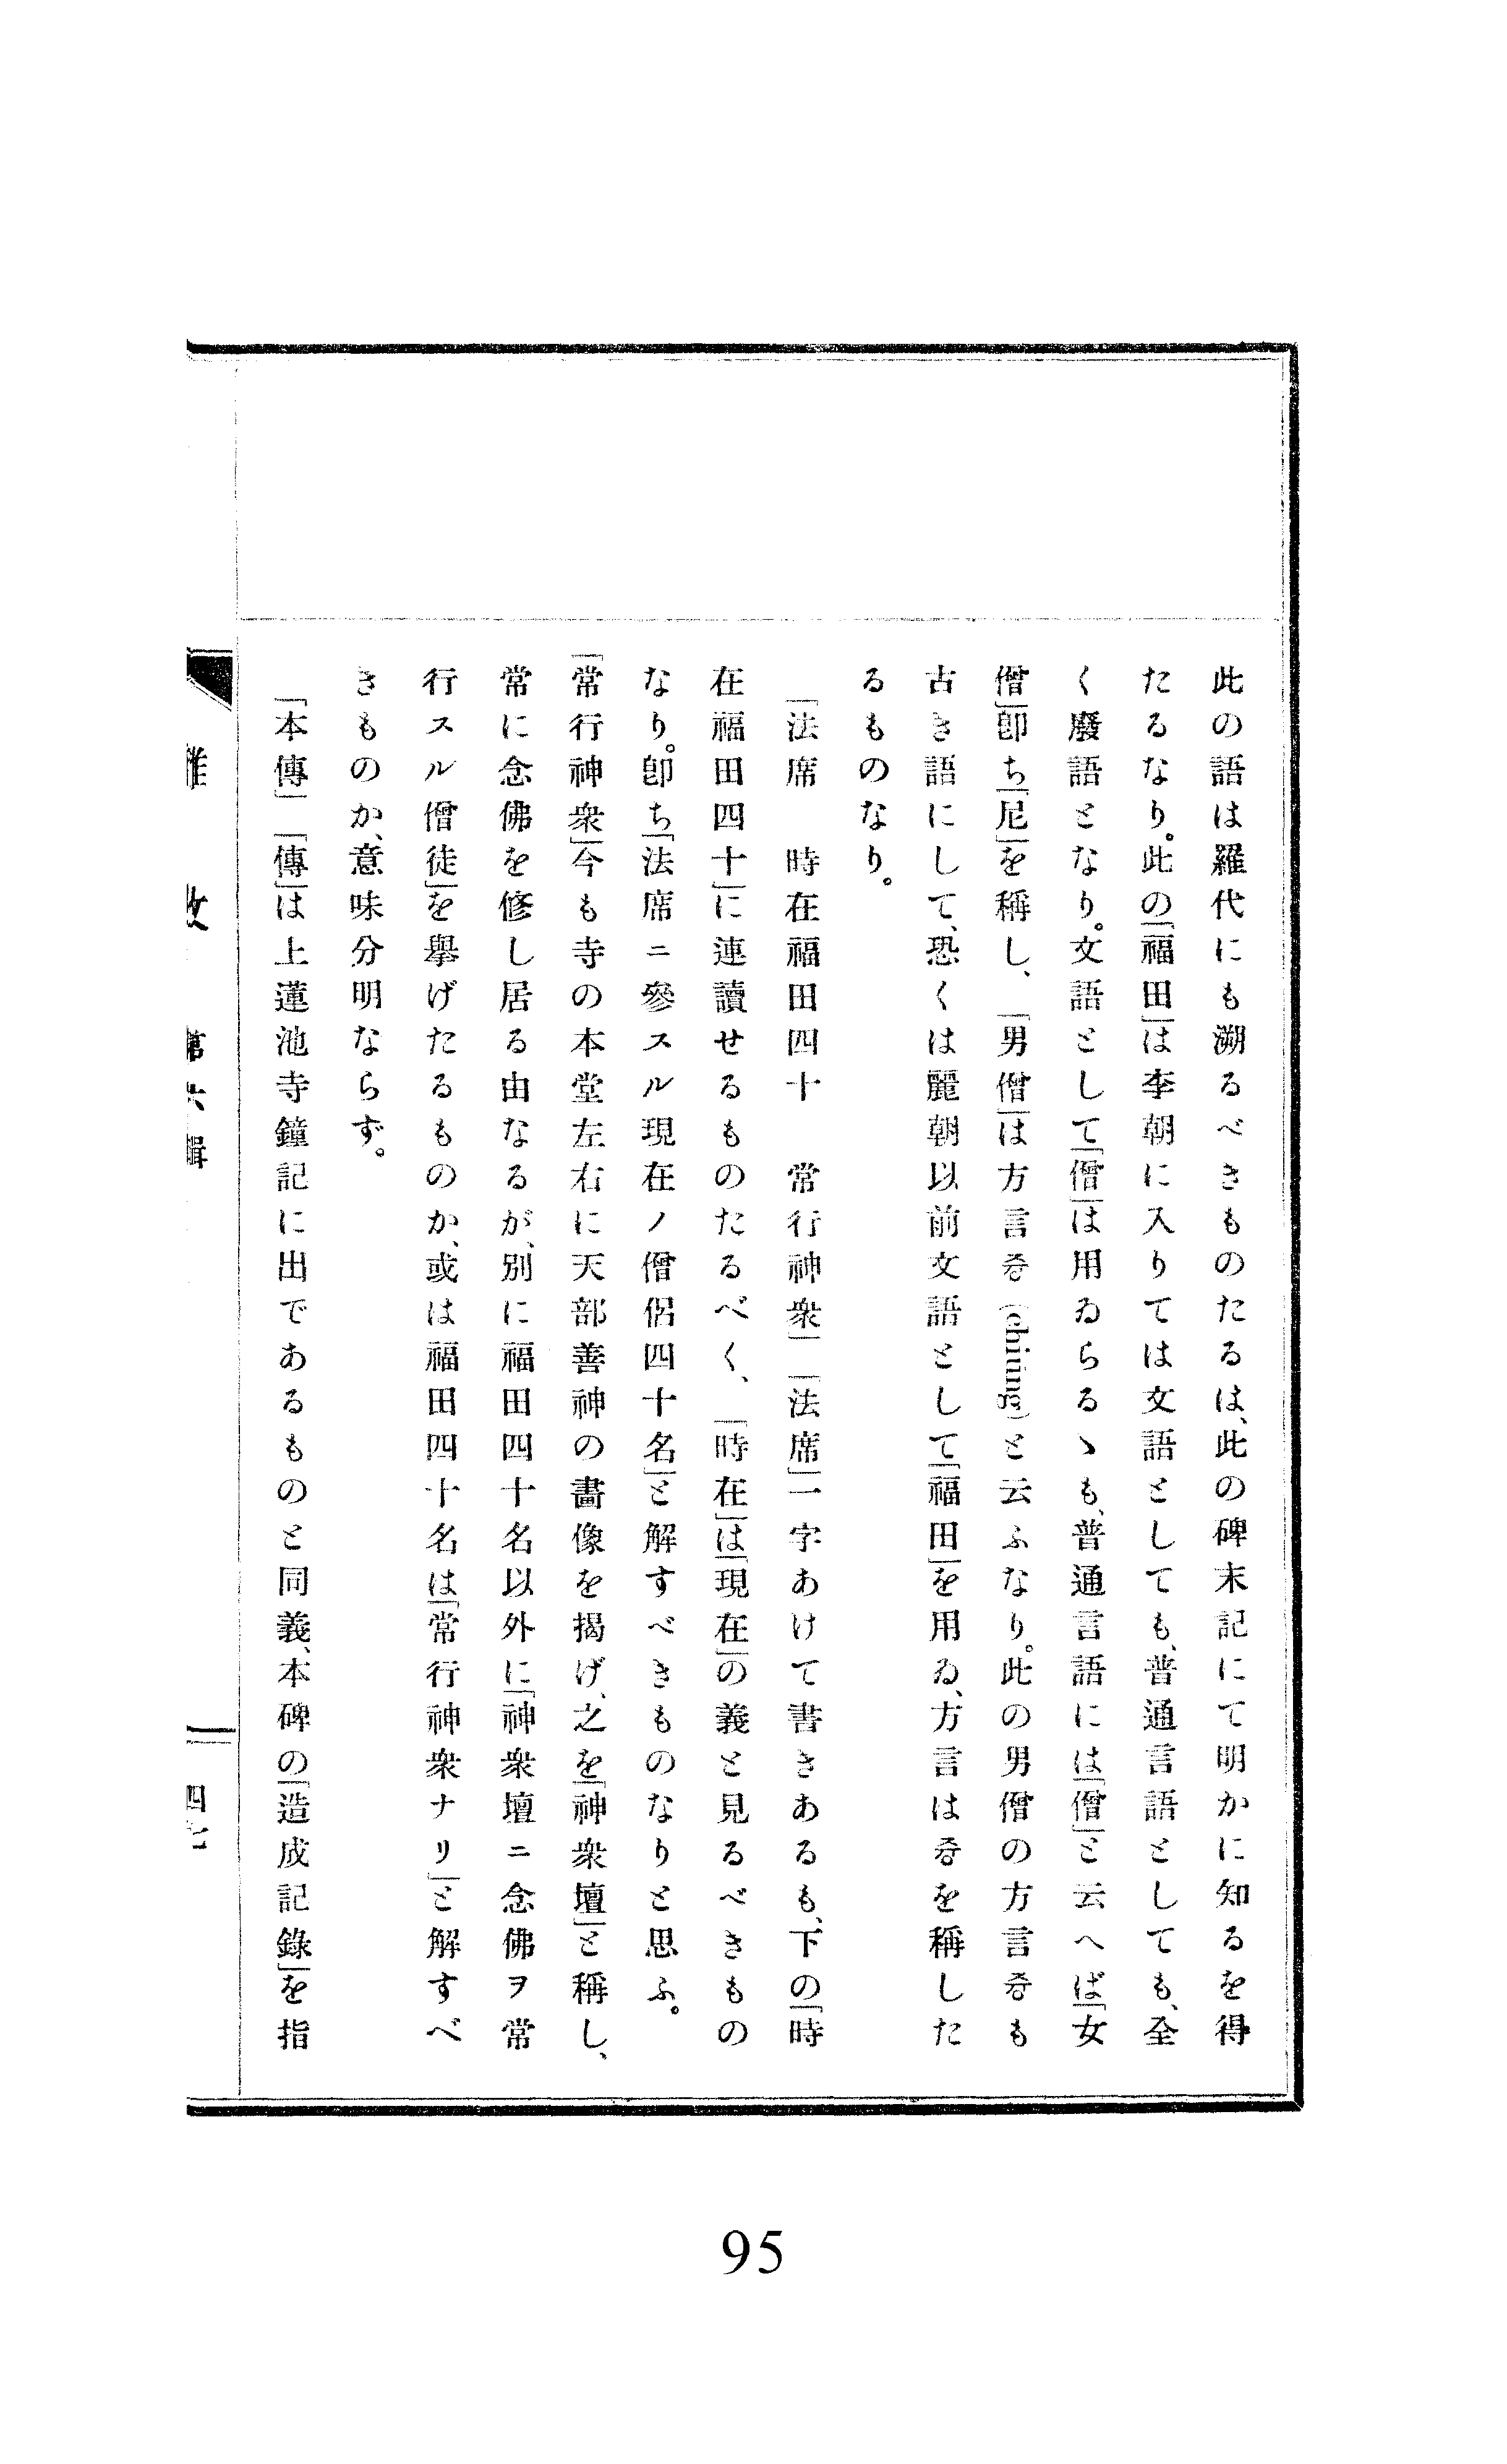 此の語は羅代にも溯るべきものたるは、此の碑末記にて明かに知るを得
たるなり。此の「福田」は李朝に入りては文語としても、普通言語としても、全
く廢語となり。文語として「僧」は用ゐらるゝも、普通言語には「僧」と云へば「女
僧」卽ち「尼」を稱し、「男僧」は方言중(chiung)と云ふなり。此の男僧の方言중も
古き語にして、恐くは麗朝以前文語として「福田」を用ゐ、方言は중を稱した
るものなり。
「法席　時在福田四十　常行神衆」「法席」一字あけて書きあるも、下の「時
在福田四十」に連讀せるものたるべく、「時在」は「現在」の義と見るべきもの
なり。卽ち「法席ニ參スル現在ノ僧侶四十名」と解すべきものなりと思ふ。
「常行神衆」今も寺の本堂左右に天部善神の畵像を揭げ、之を「神衆壇」と稱し、
常に念佛を修し居る由なるが、別に福田四十名以外に「神衆壇ニ念佛ヲ常
行スル僧徒」を擧げたるものか、或は福田四十名は「常行神衆ナリ」と解すべ
きものか、意味分明ならず。
「本傳」「傳」は上蓮池寺鐘記に出であるものと同義、本碑の「造成記錄」を指
雜攷　第六輯　四七
95